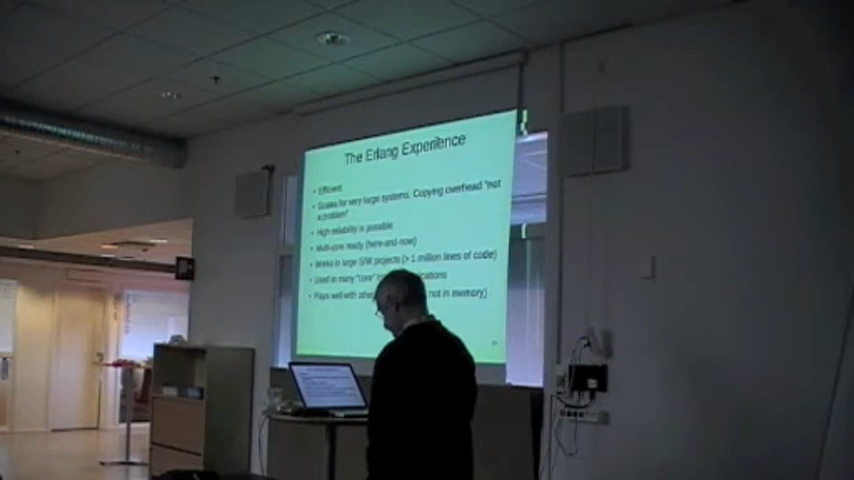 The Erlang Experience
• Efficient
• Scales for very large systems. Copying overhead "not
a problem"
• High reliability is possible
• Multi-core ready (here-and-now)
• Works in large S/W projects (> 1 million lines of code)
• Used in many "core"
• Plays well with other not in memory)